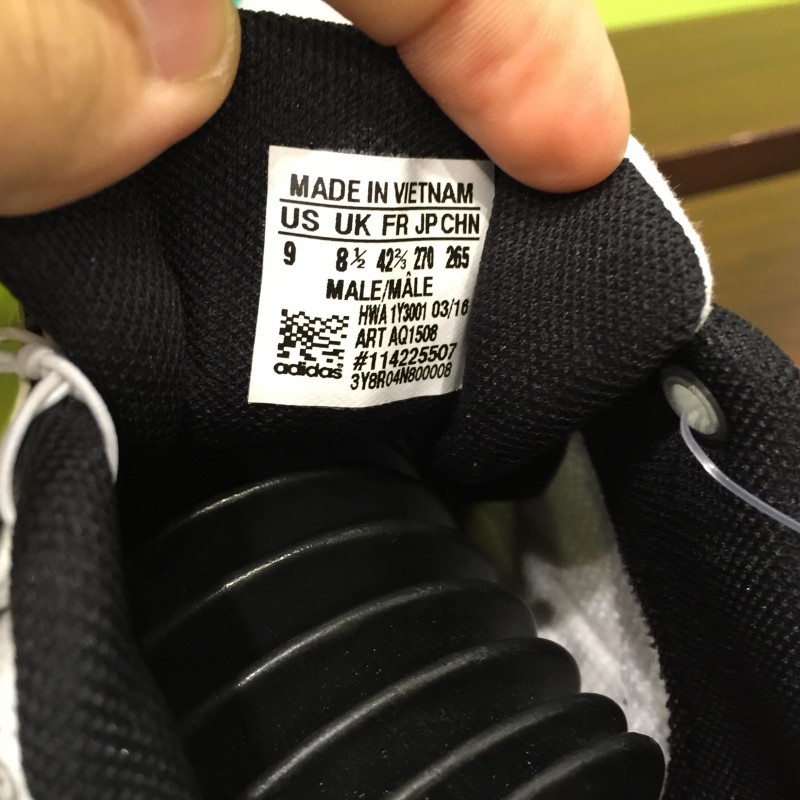 MADE IN VIETNAM
US UK FR JP CHN
9 8½ 42⅔ 270 265
MALE/MÂLE
HWA 1Y3001 03/16
ART AQ1508
#114225507
adidas 3Y8R04N800008